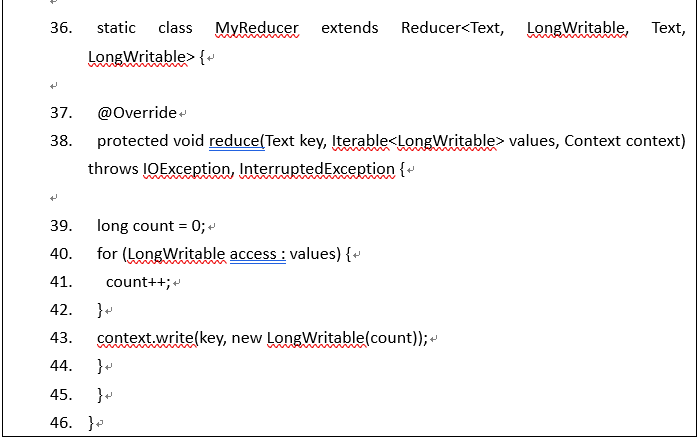 36. static class MyReducer extends Reducer<Text, LongWritable, Text,
LongWritable> {
37. @Override
38. protected void reduce(Text key, Iterable<LongWritable> values, Context context)
throws IOException, InterruptedException {
39. long count = 0;
40. for (LongWritable access : values) {
41. count++;
42. }
43. context.write(key, new LongWritable(count));
44. }
45. }
46. }